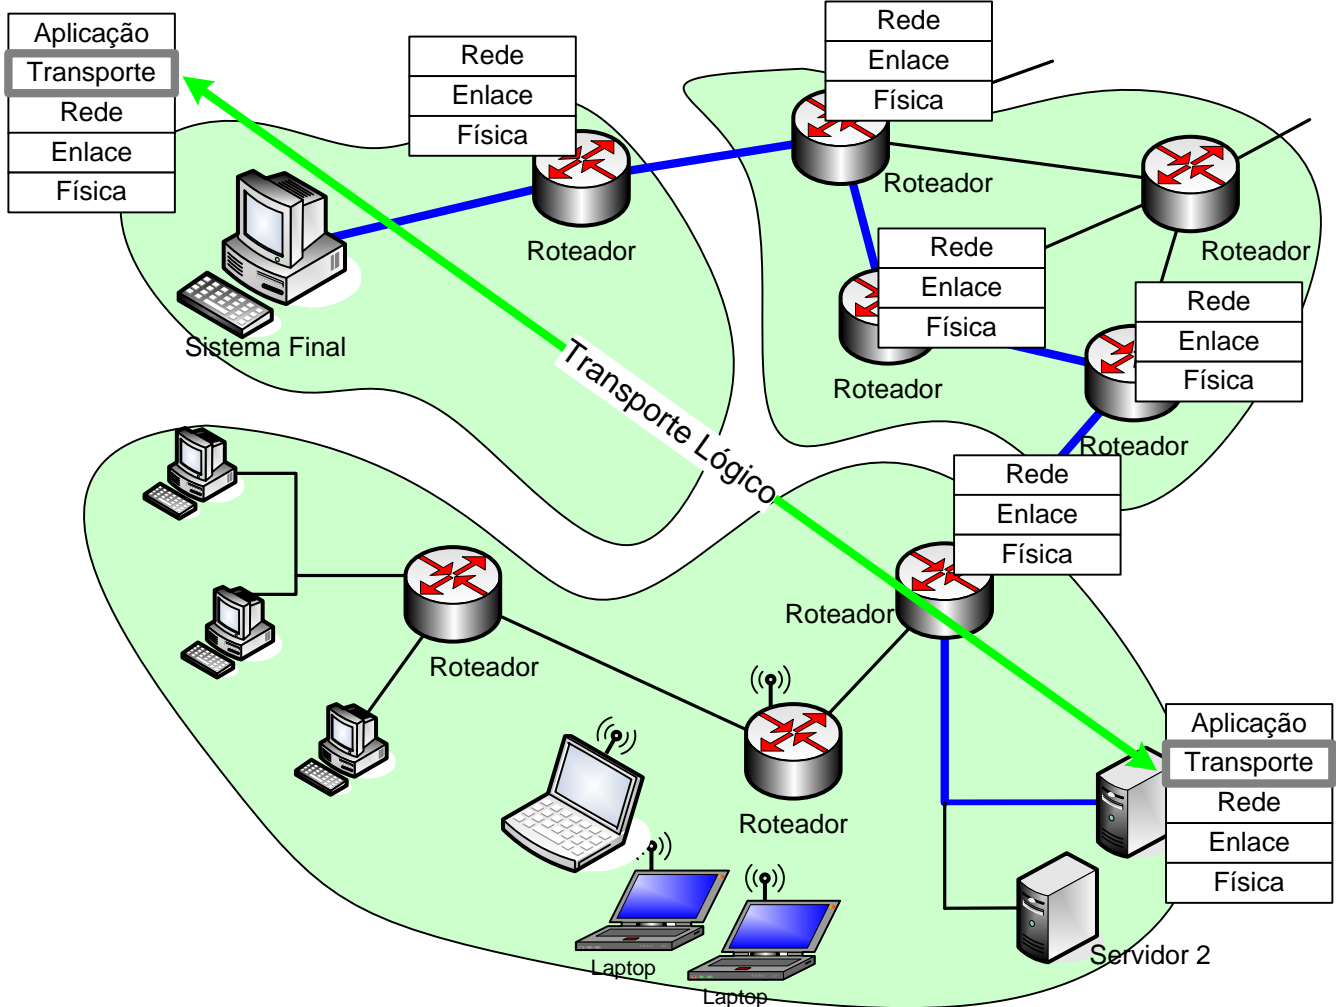 Aplicação
Transporte
Rede
Enlace
Física
Rede
Enlace
Física
Rede
Enlace
Física
Roteador
Roteador
Roteador
Sistema Final
Rede
Enlace
Física
Roteador
Rede
Enlace
Física
Roteador
Transporte Lógico
Rede
Enlace
Física
Roteador
Roteador
Roteador
Aplicação
Transporte
Rede
Enlace
Física
Servidor 2
Laptop
Laptop